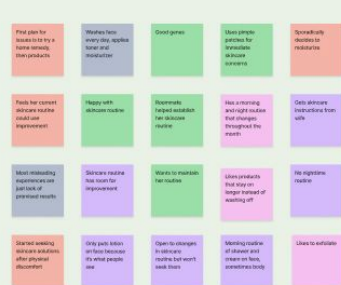 First plan for
issues is to try a
home remedy,
then products
Washes face
every day, applies
toner and
moisturizer
Good genes
Uses pimple
patches for
immediate
skincare
concerns
Sporadically
decides to
moisturize
Feels her current
skincare routine
could use
improvement
Happy with
skincare routine
Roommate
helped establish
her skincare
routine
Has a morning
and night routine
that changes
throughout the
month
Gets skincare
instructions from
wife
Most misleading
experiences are
just lack of
promised results
Skincare routine
has room for
improvement
Wants to maintain
her routine
Likes products
that stay on
longer instead of
washing off
No nighttime
routine
Started seeking
skincare solutions
after physical
discomfort
Only puts lotion
on face because
it's what people
see
Open to changes
in skincare
routine but won't
seek them
Morning routine
of shower and
cream on face,
sometimes body
Likes to exfoliate